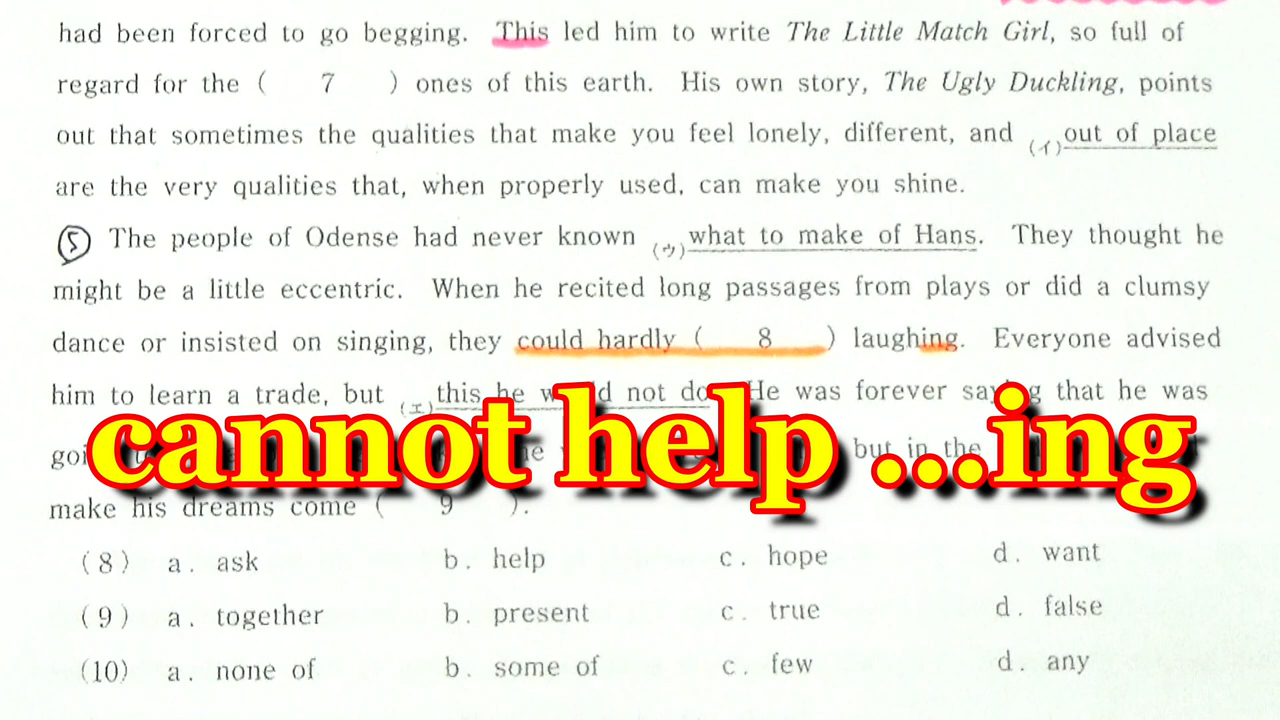 had been forced to go begging. This led him to write The Little Match Girl, so full of
regard for the ( 7 ) ones of this earth. His own story, The Ugly Duckling, points
out that sometimes the qualities that make you feel lonely, different, and (イ)out of place
are the very qualities that, when properly used, can make you shine.
⑤ The people of Odense had never known (ウ)what to make of Hans. They thought he
might be a little eccentric. When he recited long passages from plays or did a clumsy
dance or insisted on singing, they could hardly ( 8 ) laughing. Everyone advised
him to learn a trade, but (エ)this he would not do. He was forever saying that he was
cannot help ...ing
but in the
make his dreams come ( 9 ).
(8) a. ask b. help c. hope d. want
(9) a. together b. present c. true d. false
(10) a. none of b. some of c. few d. any